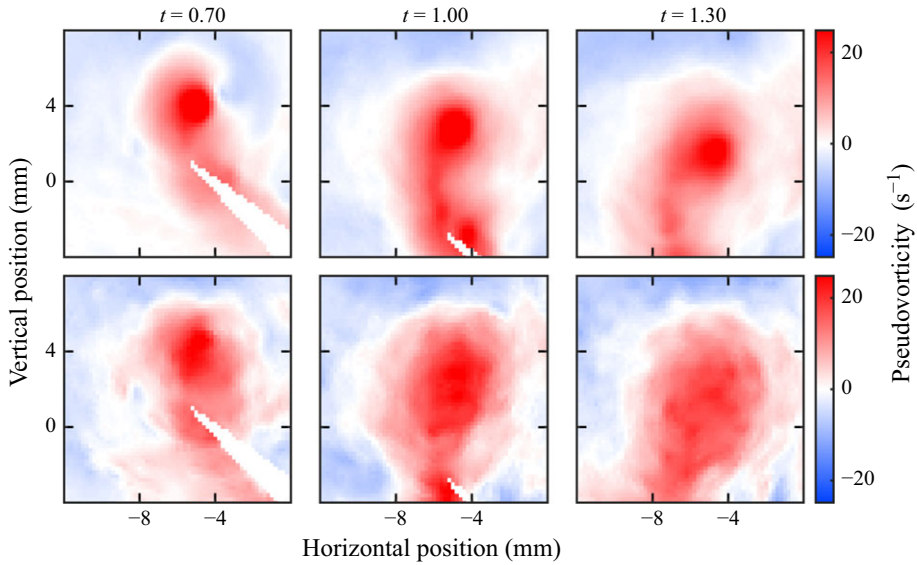 t = 0.70
t = 1.00
t = 1.30
4
0
20
0
−20
4
0
20
0
−20
−8
−4
−8
−4
−8
−4
Vertical position (mm)
Pseudovorticity (s−1)
Horizontal position (mm)